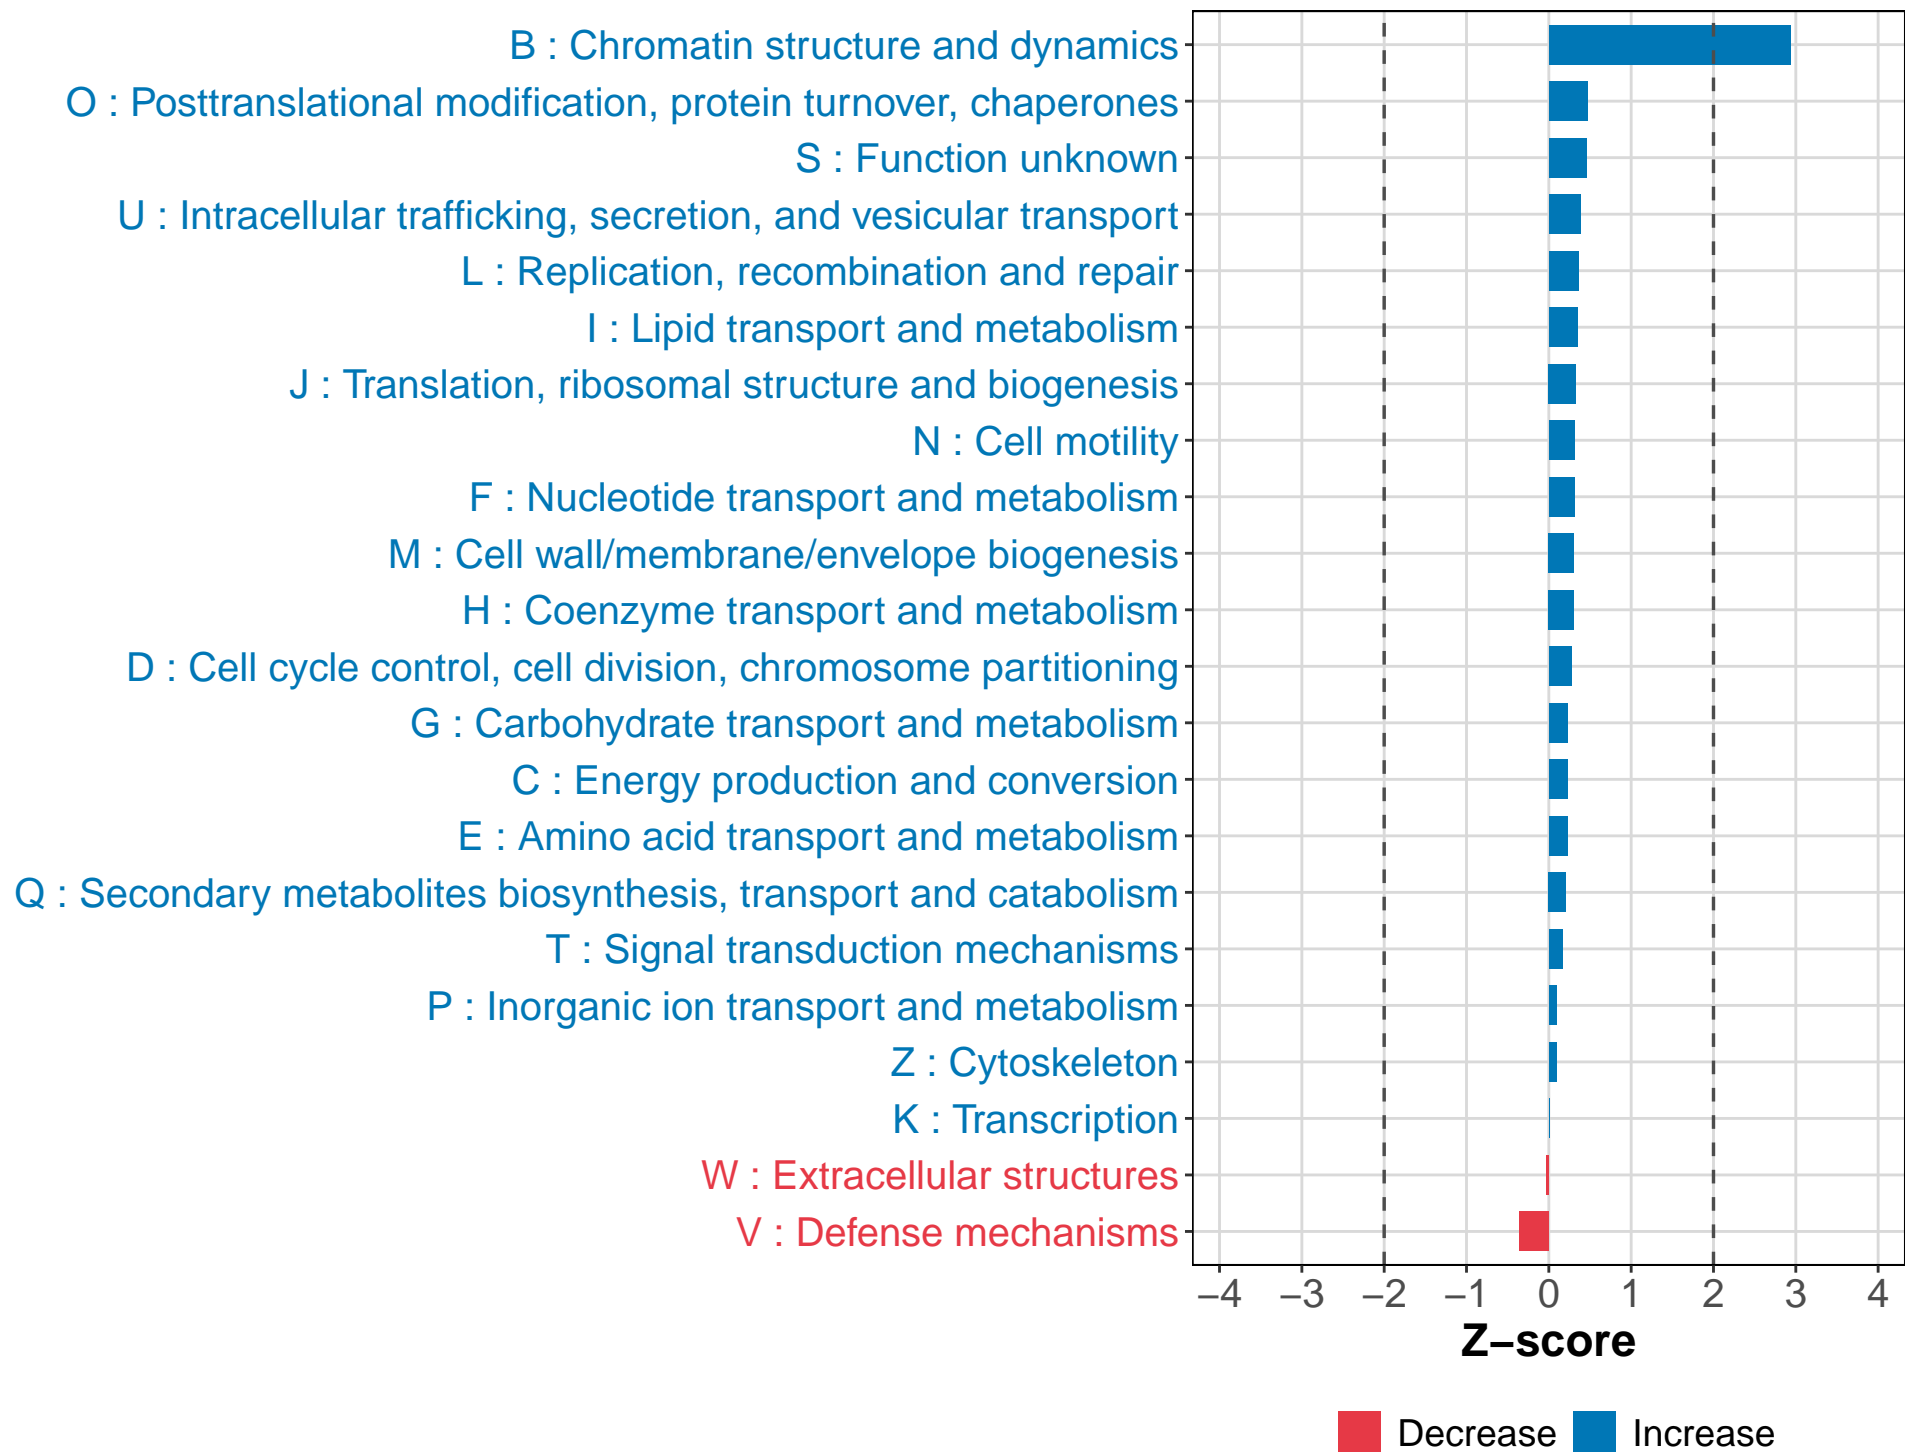 B : Chromatin structure and dynamics
O : Posttranslational modification, protein turnover, chaperones
S : Function unknown
U : Intracellular trafficking, secretion, and vesicular transport
L : Replication, recombination and repair
I : Lipid transport and metabolism
J : Translation, ribosomal structure and biogenesis
N : Cell motility
F : Nucleotide transport and metabolism
M : Cell wall/membrane/envelope biogenesis
H : Coenzyme transport and metabolism
D : Cell cycle control, cell division, chromosome partitioning
G : Carbohydrate transport and metabolism
C : Energy production and conversion
E : Amino acid transport and metabolism
Q : Secondary metabolites biosynthesis, transport and catabolism
T : Signal transduction mechanisms
P : Inorganic ion transport and metabolism
Z : Cytoskeleton
K : Transcription
W : Extracellular structures
V : Defense mechanisms
−4 −3 −2 −1 0 1 2 3 4
Z−score
Decrease Increase